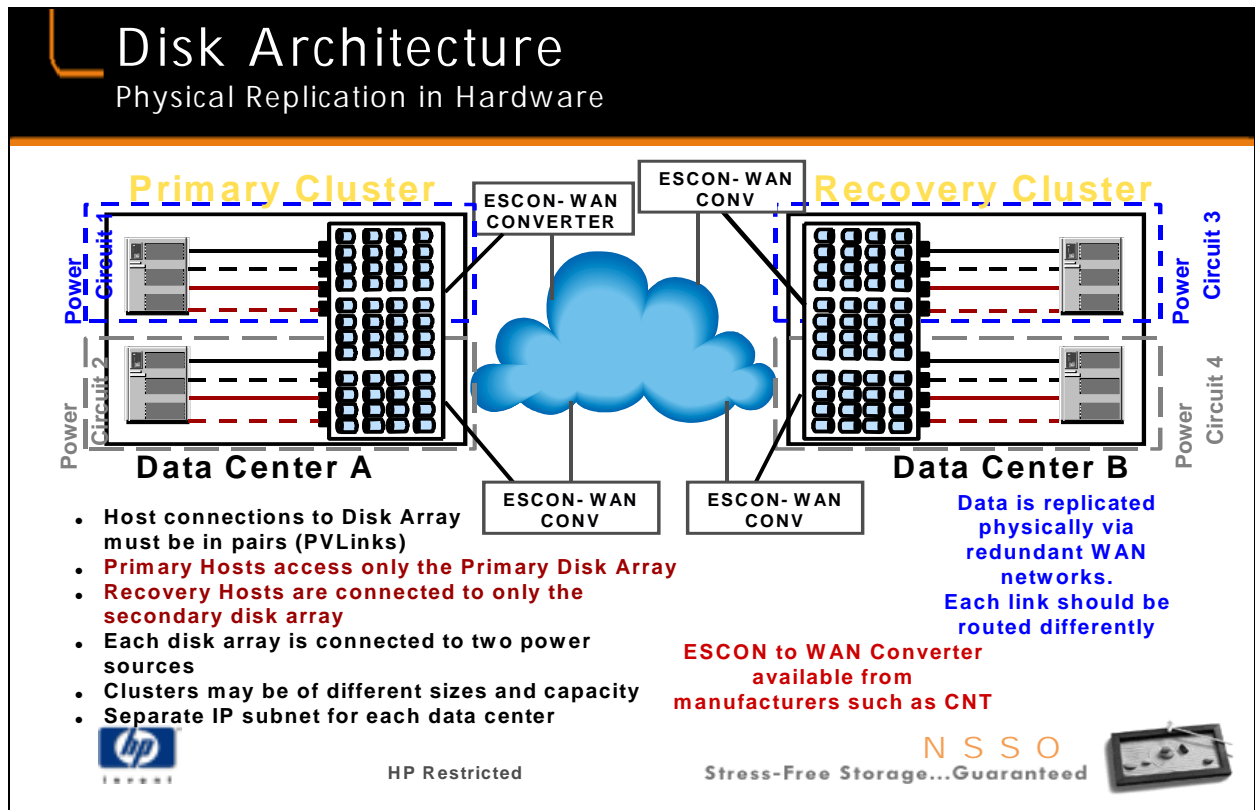 Disk Architecture
Physical Replication in Hardware
Primary Cluster
ESCON-WAN
CONVERTER
ESCON-WAN
CONV
Recovery Cluster
Power
Circuit 1
Power
Circuit 2
Power
Circuit 3
Power
Circuit 4
Data Center A
Data Center B
ESCON-WAN
CONV
ESCON-WAN
CONV
• Host connections to Disk Array
must be in pairs (PVLinks)
• Primary Hosts access only the Primary Disk Array
• Recovery Hosts are connected to only the
secondary disk array
• Each disk array is connected to two power
sources
• Clusters may be of different sizes and capacity
• Separate IP subnet for each data center
Data is replicated
physically via
redundant WAN
networks.
Each link should be
routed differently
ESCON to WAN Converter
available from
manufacturers such as CNT
hp
invent
HP Restricted
NSSO
Stress-Free Storage...Guaranteed